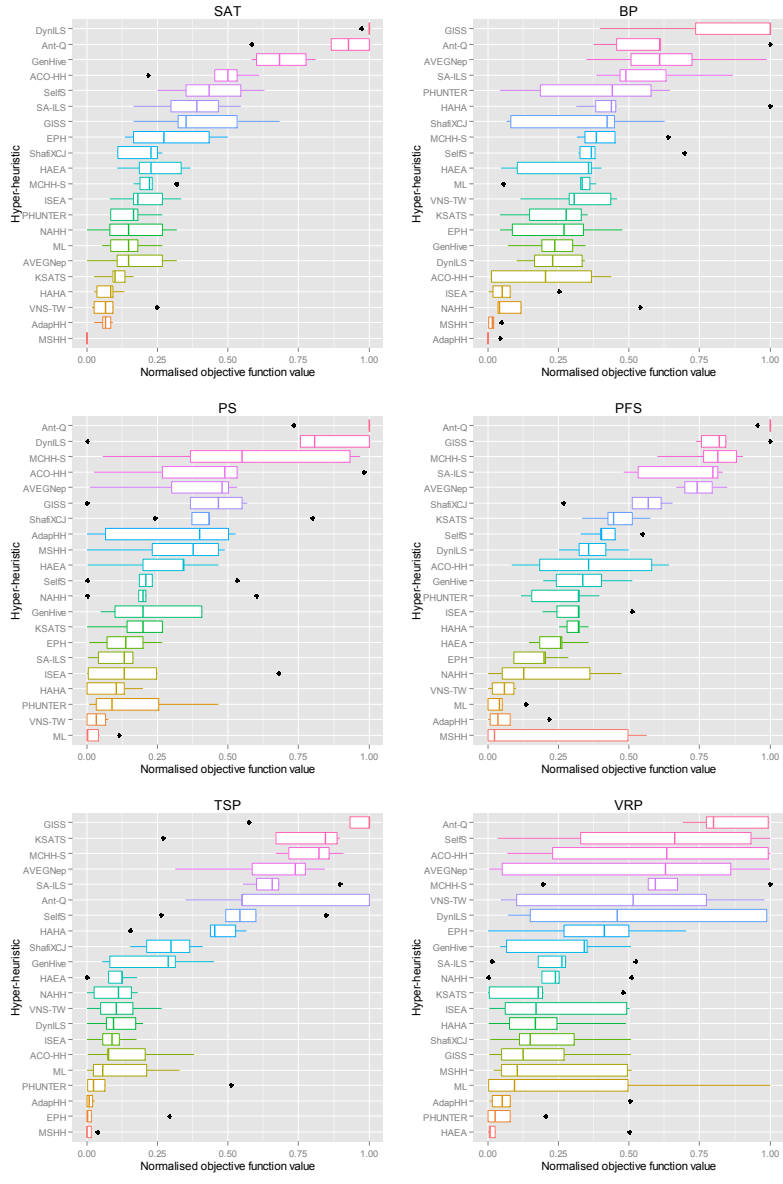 SAT
Hyper-heuristic
DynILS
Ant-Q
GenHive
ACO-HH
SelfS
SA-ILS
GISS
EPH
ShafiXCJ
HAEA
MCHH-S
ISEA
PHUNTER
NAHH
ML
AVEGNep
KSATS
HAHA
VNS-TW
AdapHH
MSHH
0.00 0.25 0.50 0.75 1.00
Normalised objective function value
BP
Hyper-heuristic
GISS
Ant-Q
AVEGNep
SA-ILS
PHUNTER
HAHA
ShafiXCJ
MCHH-S
SelfS
HAEA
ML
VNS-TW
KSATS
EPH
GenHive
DynILS
ACO-HH
ISEA
NAHH
MSHH
AdapHH
0.00 0.25 0.50 0.75 1.00
Normalised objective function value
PS
Hyper-heuristic
Ant-Q
DynILS
MCHH-S
ACO-HH
AVEGNep
GISS
ShafiXCJ
AdapHH
MSHH
HAEA
SelfS
NAHH
GenHive
KSATS
EPH
SA-ILS
ISEA
HAHA
PHUNTER
VNS-TW
ML
0.00 0.25 0.50 0.75 1.00
Normalised objective function value
PFS
Hyper-heuristic
Ant-Q
GISS
MCHH-S
SA-ILS
AVEGNep
ShafiXCJ
KSATS
SelfS
DynILS
ACO-HH
GenHive
PHUNTER
ISEA
HAHA
HAEA
EPH
NAHH
VNS-TW
ML
AdapHH
MSHH
0.00 0.25 0.50 0.75 1.00
Normalised objective function value
TSP
Hyper-heuristic
GISS
KSATS
MCHH-S
AVEGNep
SA-ILS
Ant-Q
SelfS
HAHA
ShafiXCJ
GenHive
HAEA
NAHH
VNS-TW
DynILS
ISEA
ACO-HH
ML
PHUNTER
AdapHH
EPH
MSHH
0.00 0.25 0.50 0.75 1.00
Normalised objective function value
VRP
Hyper-heuristic
Ant-Q
SelfS
ACO-HH
AVEGNep
MCHH-S
VNS-TW
DynILS
EPH
GenHive
SA-ILS
NAHH
KSATS
ISEA
HAHA
ShafiXCJ
GISS
MSHH
ML
AdapHH
PHUNTER
HAEA
0.00 0.25 0.50 0.75 1.00
Normalised objective function value